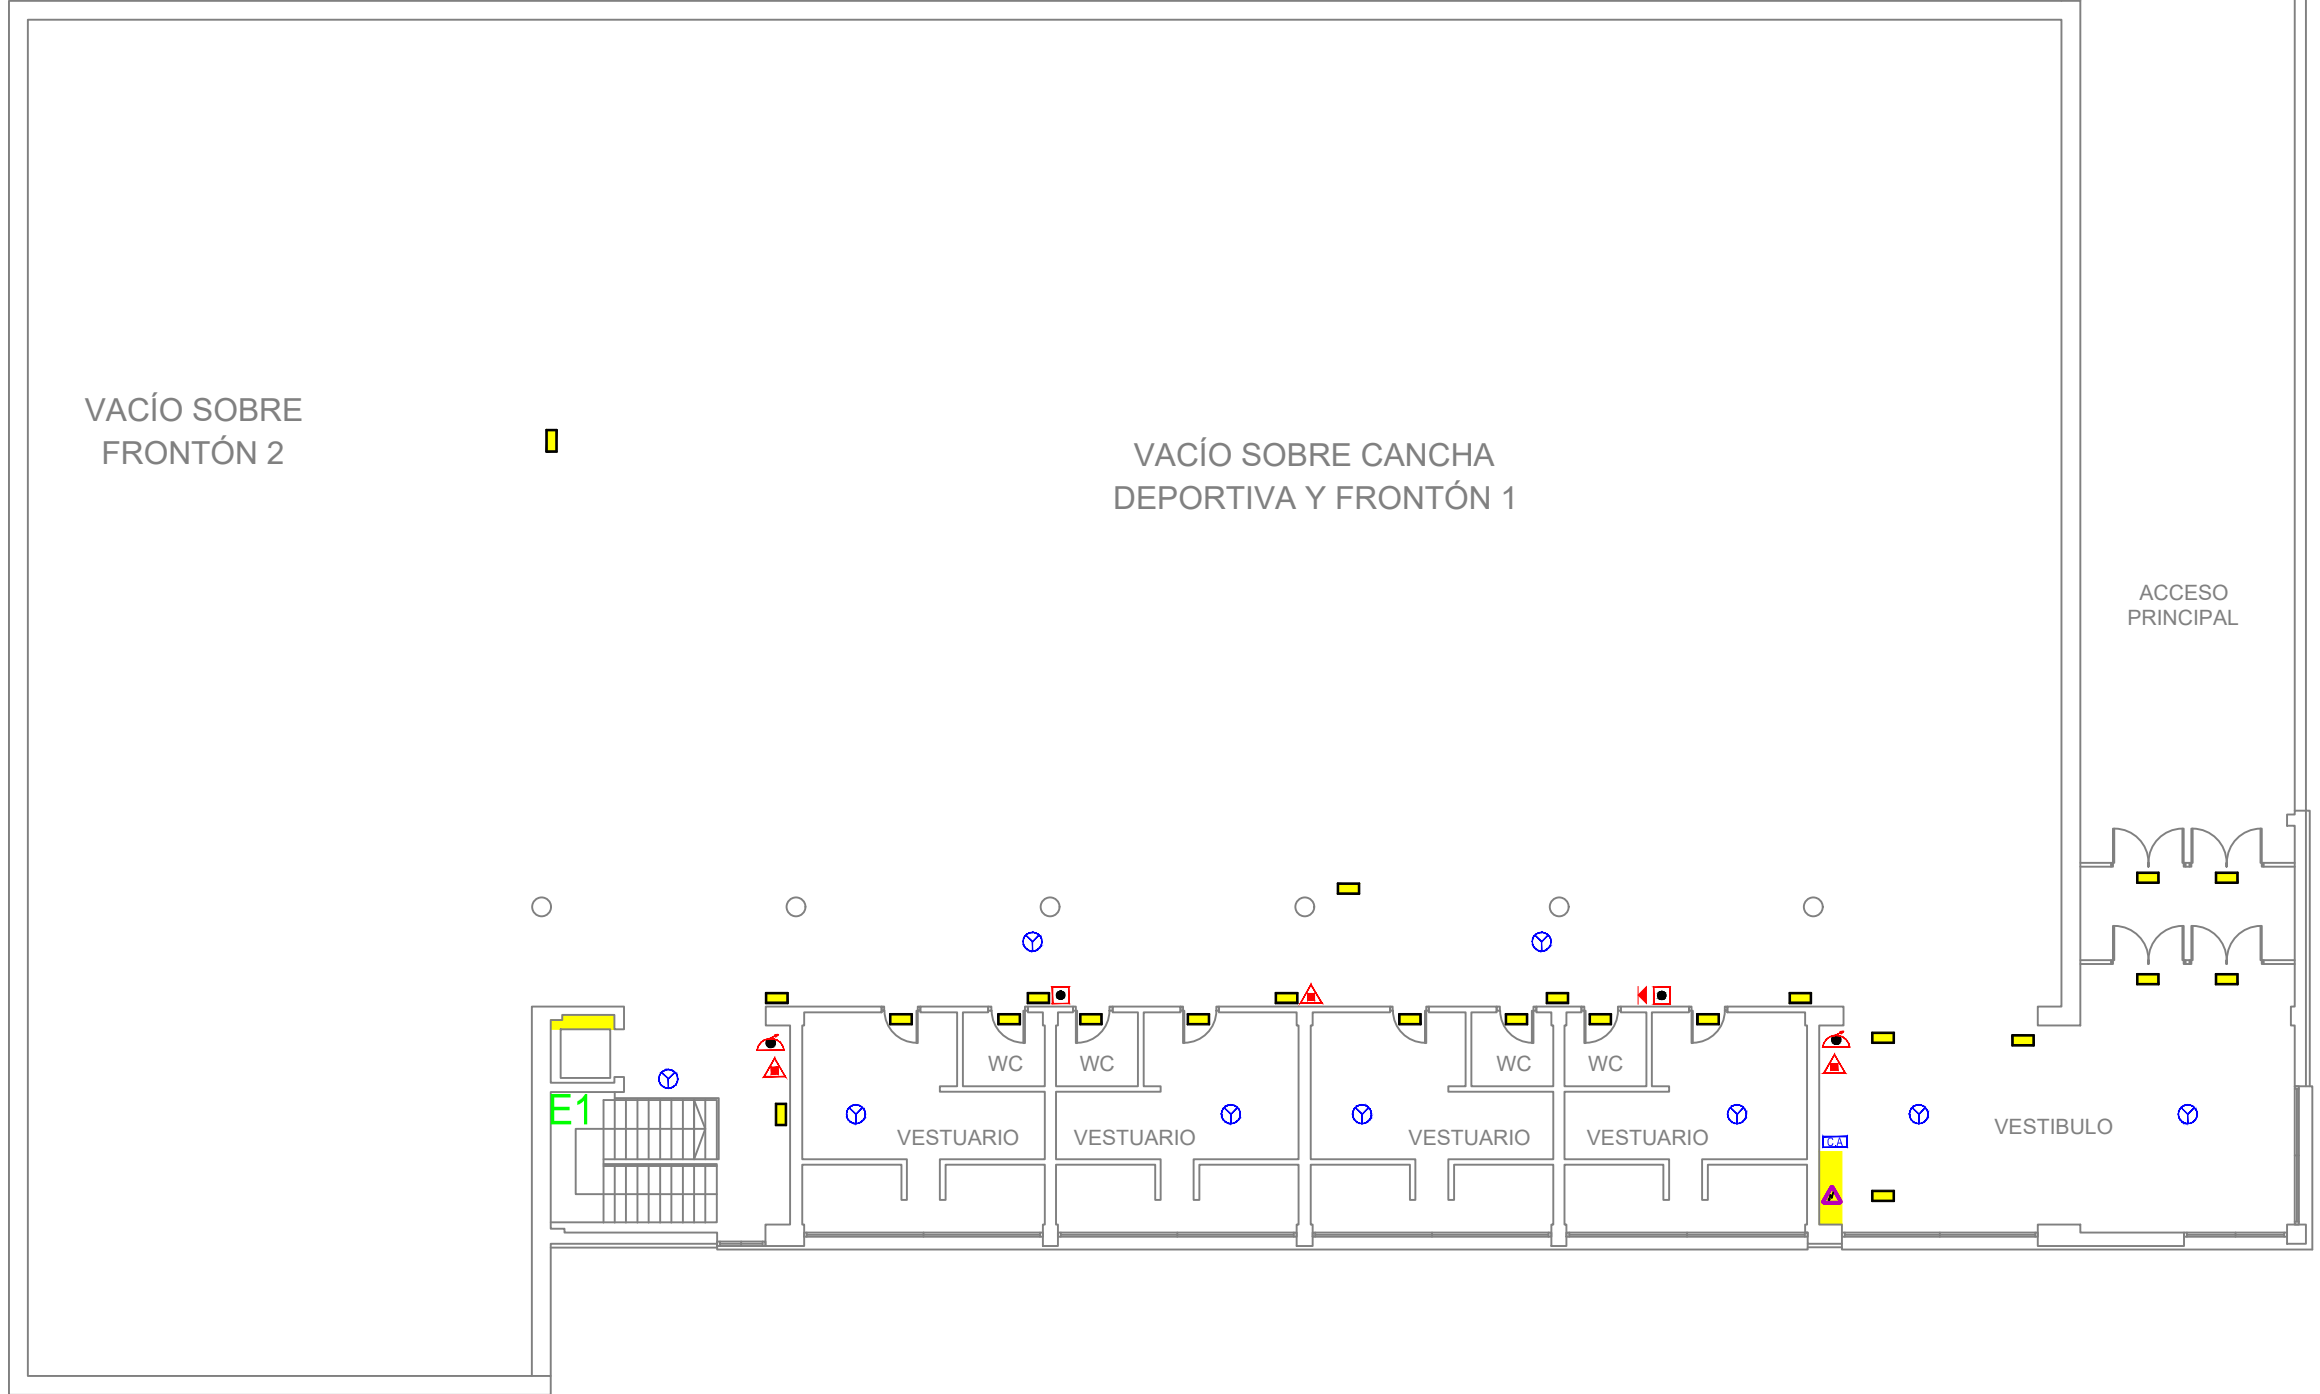 VACÍO SOBRE
FRONTÓN 2
VACÍO SOBRE CANCHA
DEPORTIVA Y FRONTÓN 1
ACCESO
PRINCIPAL
WC
WC
WC
WC
E1
VESTUARIO
VESTUARIO
VESTUARIO
VESTUARIO
VESTIBULO
C.A